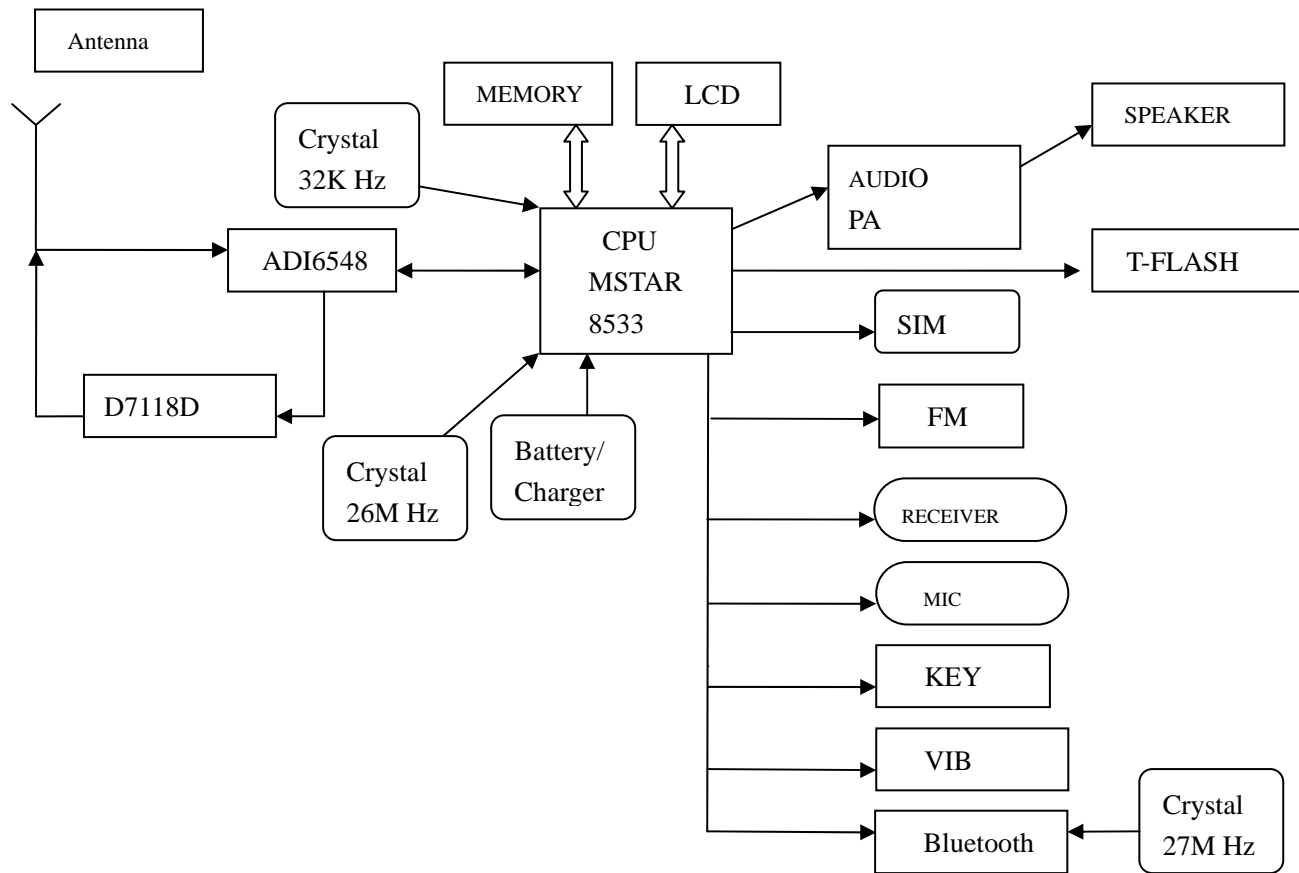 Antenna
MEMORY
LCD
SPEAKER
Crystal
32K Hz
AUDIO
PA
CPU
MSTAR
8533
ADI6548
T-FLASH
SIM
D7118D
FM
Crystal
26M Hz
Battery/
Charger
RECEIVER
MIC
KEY
VIB
Bluetooth
Crystal
27M Hz